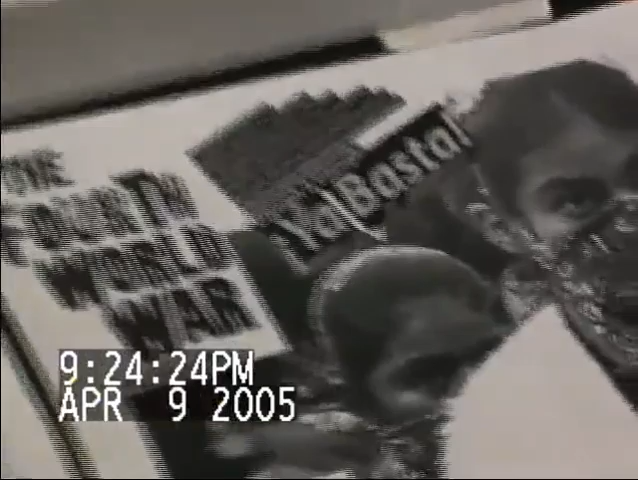 THE
FOURTH
WORLD
WAR
¡Ya Basta!
9:24:24PM
APR 9 2005